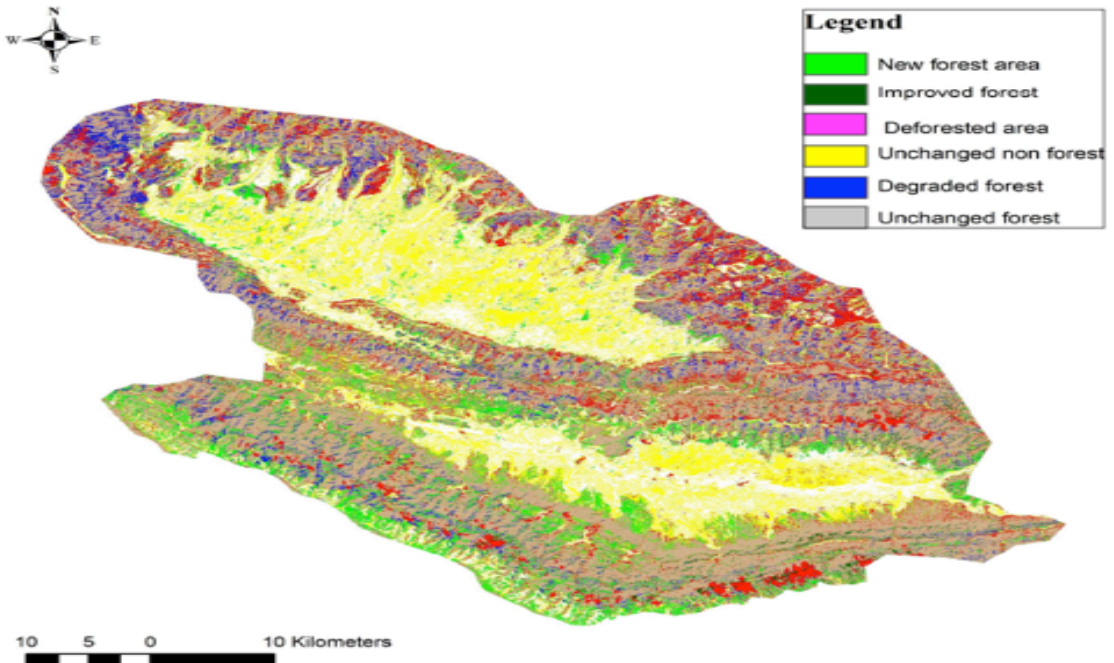 N
W E
S
Legend
New forest area
Improved forest
Deforested area
Unchanged non forest
Degraded forest
Unchanged forest
10 5 0 10 Kilometers